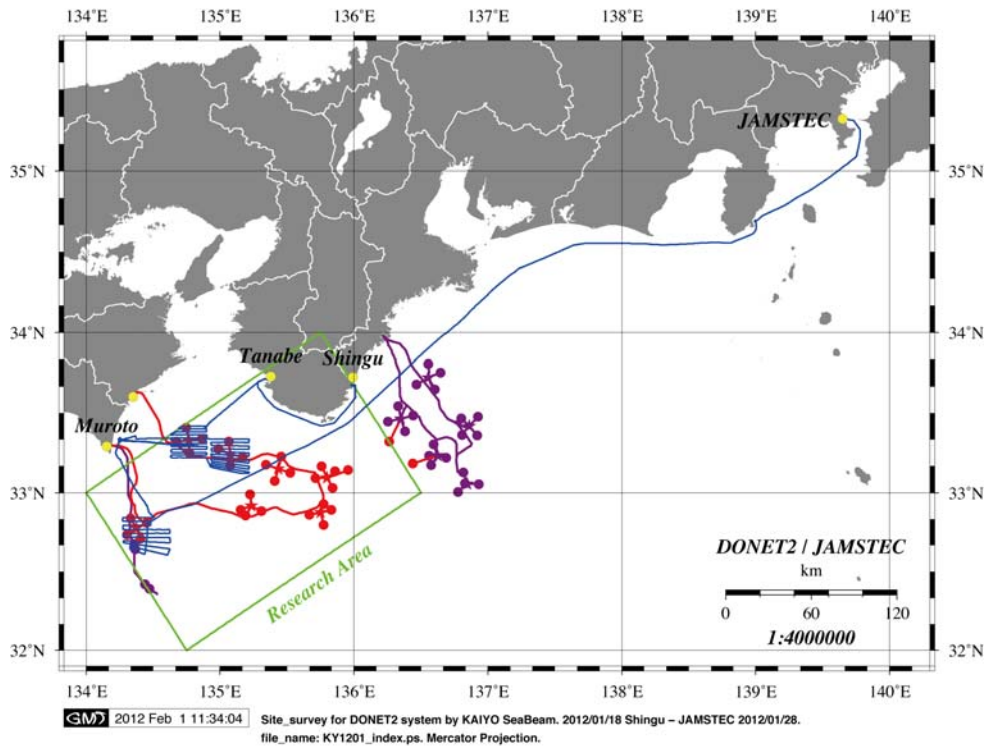 134°E 135°E 136°E 137°E 138°E 139°E 140°E
JAMSTEC
35°N 35°N
34°N 34°N
Tanabe Shingu
Muroto
33°N 33°N
DONET2 / JAMSTEC
km
0 60 120
Research Area
1:4000000
32°N 32°N
134°E 135°E 136°E 137°E 138°E 139°E 140°E
GMT 2012 Feb 1 11:34:04 Site_survey for DONET2 system by KAIYO SeaBeam. 2012/01/18 Shingu – JAMSTEC 2012/01/28.
file_name: KY1201_index.ps. Mercator Projection.